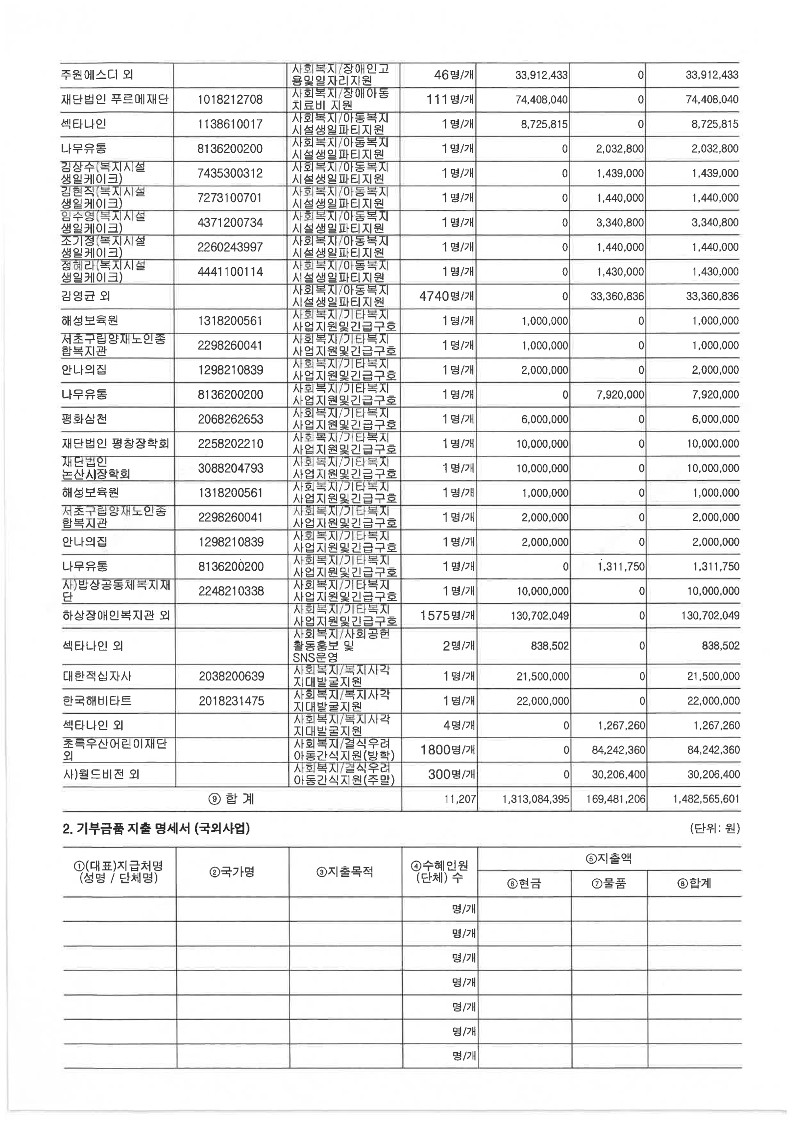 주원에스디 외 사회복지/장애인고용및일자리지원 46명/개 33,912,433 0 33,912,433
재단법인 푸르메재단 1018212708 사회복지/장애아동치료비 지원 111명/개 74,408,040 0 74,408,040
섹타나인 1138610017 사회복지/아동복지시설생일파티지원 1명/개 8,725,815 0 8,725,815
나무유통 8136200200 사회복지/아동복지시설생일파티지원 1명/개 0 2,032,800 2,032,800
김상수(복지시설생일케이크) 7435300312 사회복지/아동복지시설생일파티지원 1명/개 0 1,439,000 1,439,000
김현직(복지시설생일케이크) 7273100701 사회복지/아동복지시설생일파티지원 1명/개 0 1,440,000 1,440,000
임수영(복지시설생일케이크) 4371200734 사회복지/아동복지시설생일파티지원 1명/개 0 3,340,800 3,340,800
조기정(복지시설생일케이크) 2260243997 사회복지/아동복지시설생일파티지원 1명/개 0 1,440,000 1,440,000
정혜라(복지시설생일케이크) 4441100114 사회복지/아동복지시설생일파티지원 1명/개 0 1,430,000 1,430,000
김영균 외 사회복지/아동복지시설생일파티지원 4740명/개 0 33,360,836 33,360,836
해성보육원 1318200561 사회복지/기타복지사업지원및긴급구호 1명/개 1,000,000 0 1,000,000
서초구립양재노인종합복지관 2298260041 사회복지/기타복지사업지원및긴급구호 1명/개 1,000,000 0 1,000,000
안나의집 1298210839 사회복지/기타복지사업지원및긴급구호 1명/개 2,000,000 0 2,000,000
나무유통 8136200200 사회복지/기타복지사업지원및긴급구호 1명/개 0 7,920,000 7,920,000
평화삼천 2068262653 사회복지/기타복지사업지원및긴급구호 1명/개 6,000,000 0 6,000,000
재단법인 평창장학회 2258202210 사회복지/기타복지사업지원및긴급구호 1명/개 10,000,000 0 10,000,000
재단법인 논산시장학회 3088204793 사회복지/기타복지사업지원및긴급구호 1명/개 10,000,000 0 10,000,000
해성보육원 1318200561 사회복지/기타복지사업지원및긴급구호 1명/개 1,000,000 0 1,000,000
서초구립양재노인종합복지관 2298260041 사회복지/기타복지사업지원및긴급구호 1명/개 2,000,000 0 2,000,000
안나의집 1298210839 사회복지/기타복지사업지원및긴급구호 1명/개 2,000,000 0 2,000,000
나무유통 8136200200 사회복지/기타복지사업지원및긴급구호 1명/개 0 1,311,750 1,311,750
사)밥상공동체복지재단 2248210338 사회복지/기타복지사업지원및긴급구호 1명/개 10,000,000 0 10,000,000
하상장애인복지관 외 사회복지/기타복지사업지원및긴급구호 1575명/개 130,702,049 0 130,702,049
섹타나인 외 사회복지/사회공헌활동홍보 및 SNS운영 2명/개 838,502 0 838,502
대한적십자사 2038200639 사회복지/복지사각지대발굴지원 1명/개 21,500,000 0 21,500,000
한국해비타트 2018231475 사회복지/복지사각지대발굴지원 1명/개 22,000,000 0 22,000,000
섹타나인 외 사회복지/복지사각지대발굴지원 4명/개 0 1,267,260 1,267,260
초록우산어린이재단 외 사회복지/결식우려아동간식지원(방학) 1800명/개 0 84,242,360 84,242,360
사)월드비전 외 사회복지/결식우려아동간식지원(주말) 300명/개 0 30,206,400 30,206,400
⑨ 합 계 11,207 1,313,084,395 169,481,206 1,482,565,601
2. 기부금품 지출 명세서 (국외사업) (단위: 원)
①(대표)지급처명 (성명 / 단체명) ②국가명 ③지출목적 ④수혜인원 (단체) 수 ⑤지출액
⑥현금 ⑦물품 ⑧합계
명/개
명/개
명/개
명/개
명/개
명/개
명/개